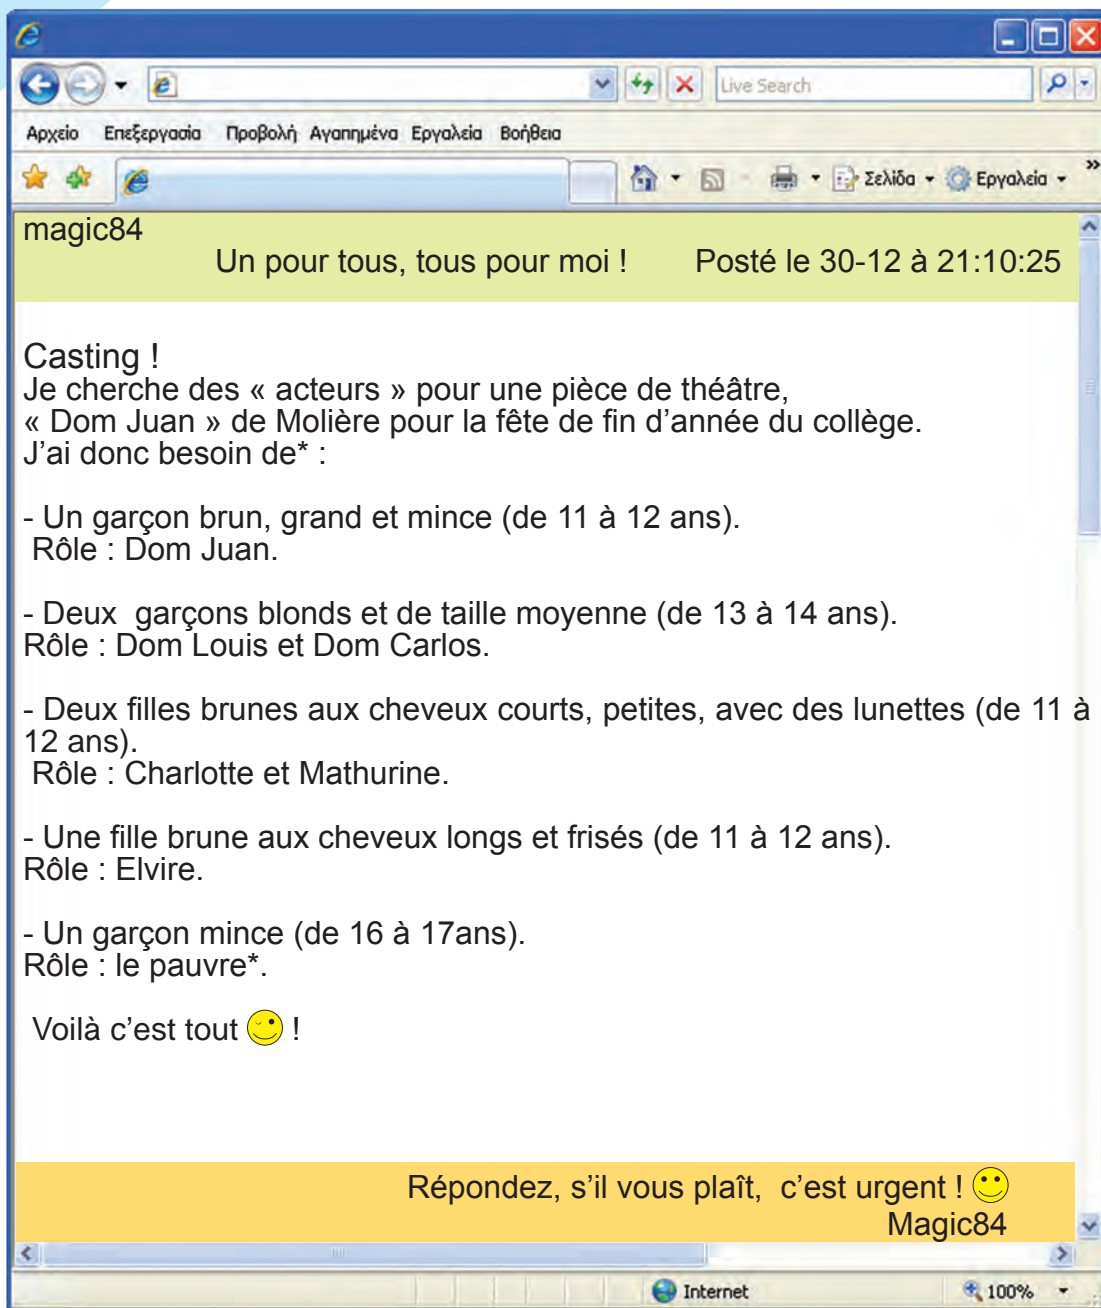 Live Search
Αρχείο Επεξεργασία Προβολή Αγαπημένα Εργαλεία Βοήθεια
Σελίδα Εργαλεία
magic84
Un pour tous, tous pour moi ! Posté le 30-12 à 21:10:25
Casting !
Je cherche des « acteurs » pour une pièce de théâtre,
« Dom Juan » de Molière pour la fête de fin d’année du collège.
J’ai donc besoin de* :
- Un garçon brun, grand et mince (de 11 à 12 ans).
Rôle : Dom Juan.
- Deux garçons blonds et de taille moyenne (de 13 à 14 ans).
Rôle : Dom Louis et Dom Carlos.
- Deux filles brunes aux cheveux courts, petites, avec des lunettes (de 11 à
12 ans).
Rôle : Charlotte et Mathurine.
- Une fille brune aux cheveux longs et frisés (de 11 à 12 ans).
Rôle : Elvire.
- Un garçon mince (de 16 à 17ans).
Rôle : le pauvre*.
Voilà c’est tout !
Répondez, s’il vous plaît, c’est urgent !
Magic84
Internet 100%